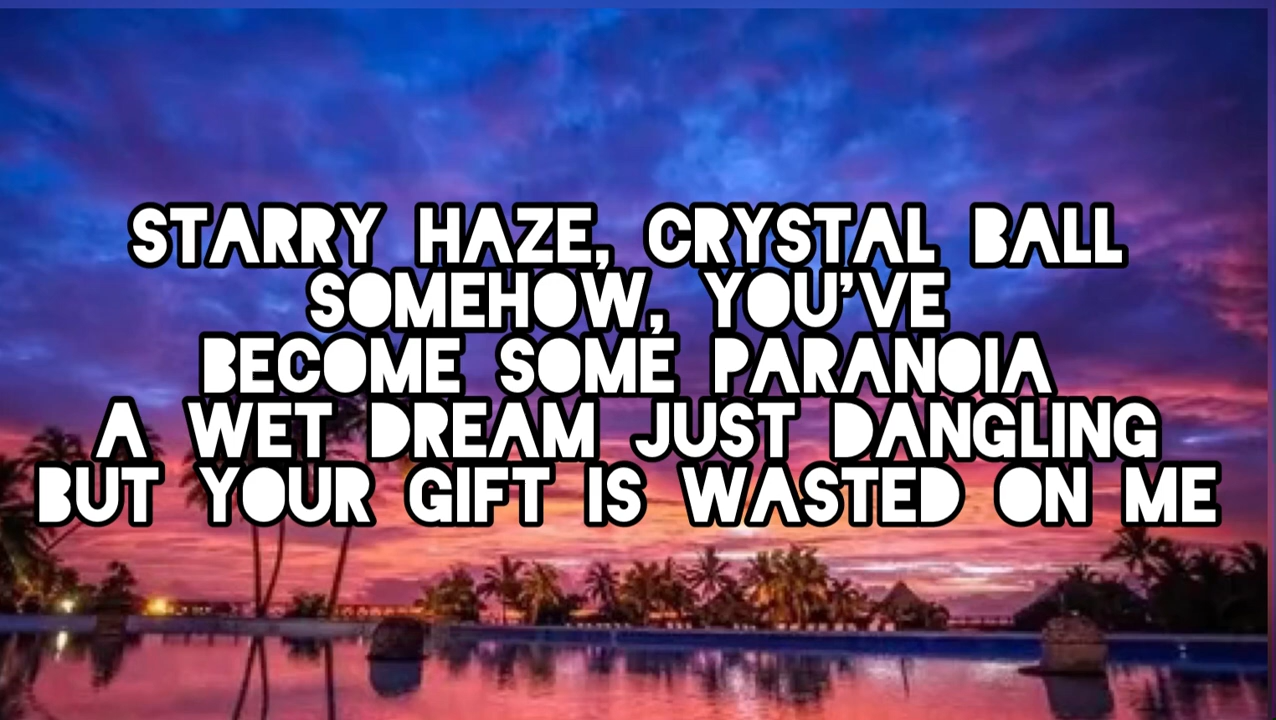 STARRY HAZE, CRYSTAL BALL
SOMEHOW, YOU'VE
BECOME SOME PARANOIA
A WET DREAM JUST DANGLING
BUT YOUR GIFT IS WASTED ON ME